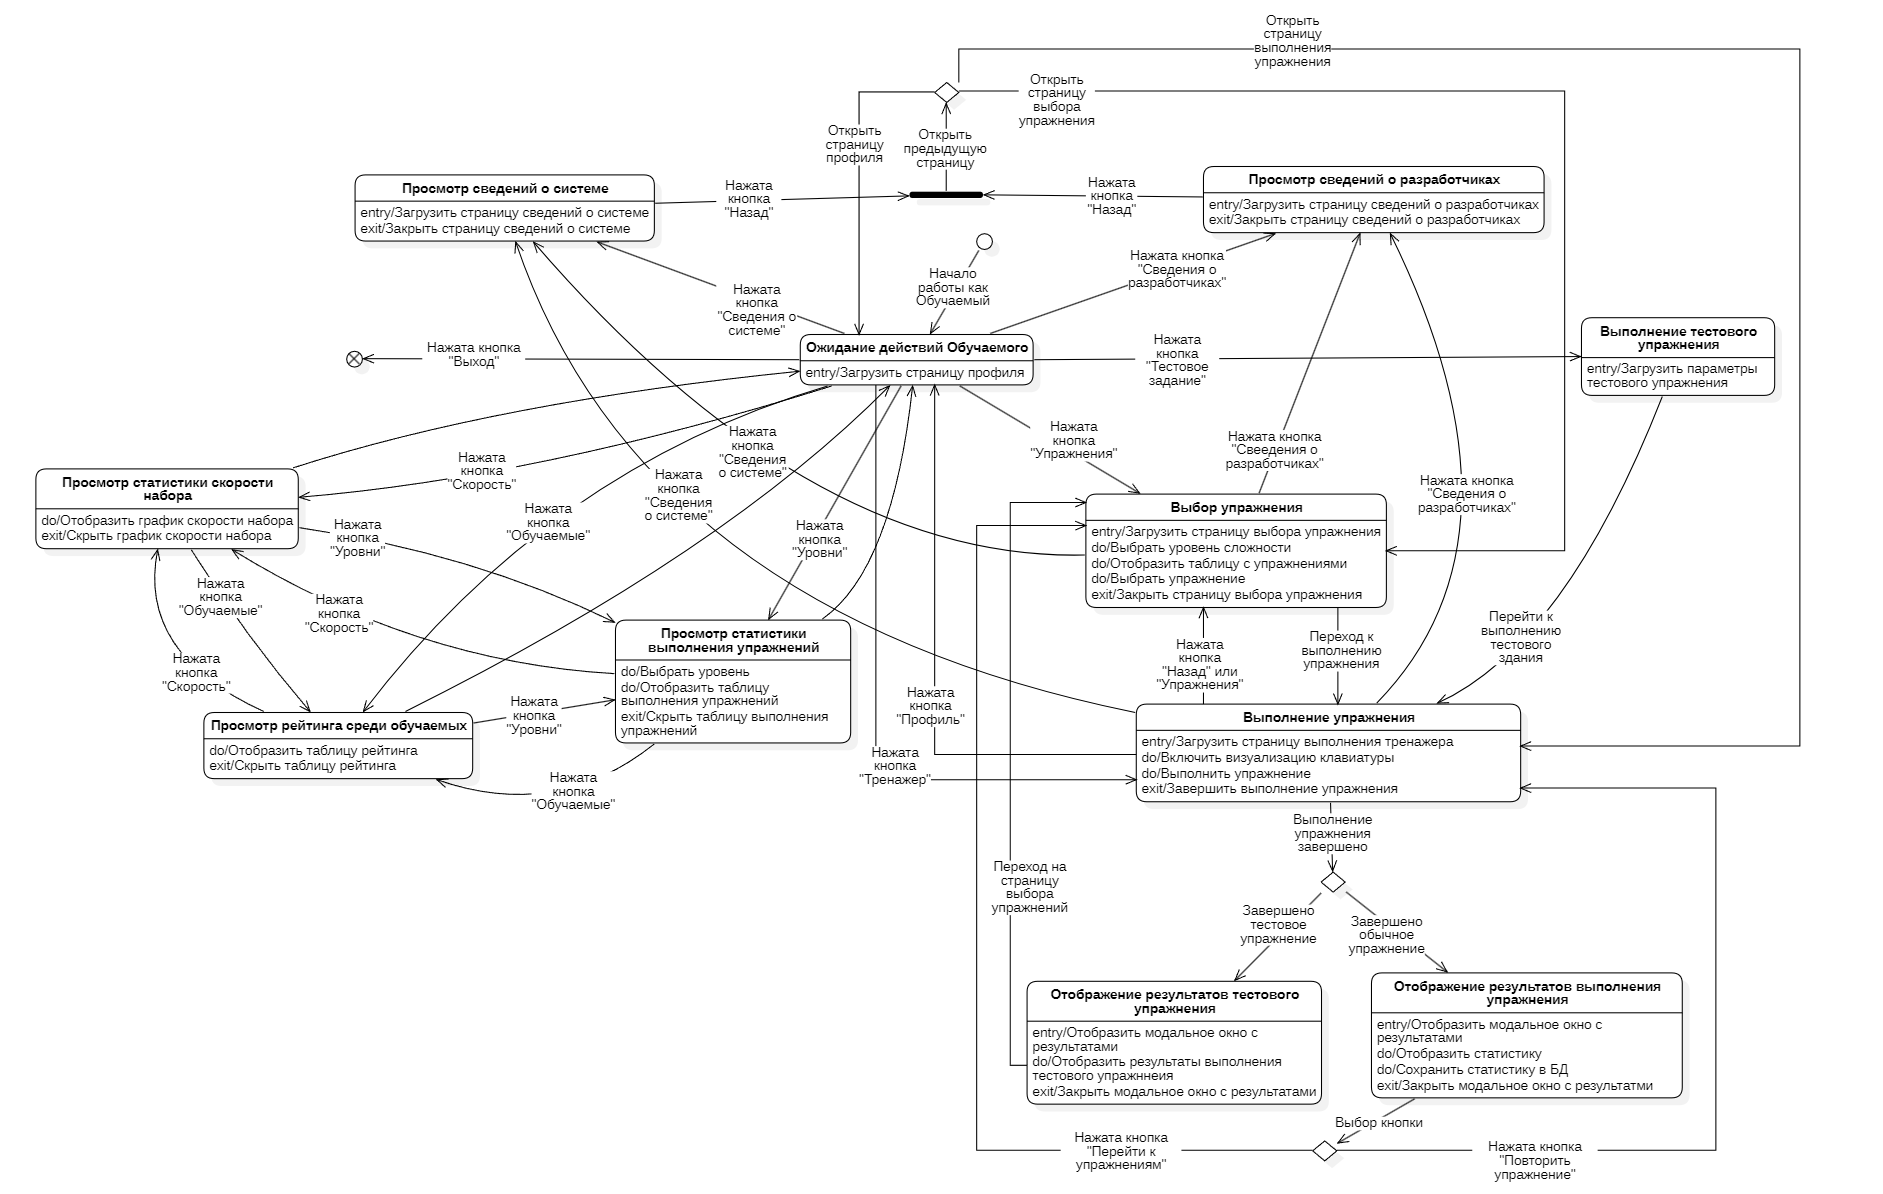 Открыть
страницу
выполнения
упражнения
Открыть
страницу
выбора
упражнения
Открыть
страницу
профиля
Открыть
предыдущую
страницу
Просмотр сведений о системе
entry/Загрузить страницу сведений о системе
exit/Закрыть страницу сведений о системе
Нажата
кнопка
"Назад"
Нажата
кнопка
"Назад"
Просмотр сведений о разработчиках
entry/Загрузить страницу сведений о разработчиках
exit/Закрыть страницу сведений о разработчиках
Нажата
кнопка
"Сведения о
системе"
Начало
работы как
Обучаемый
Нажата кнопка
"Сведения о
разработчиках"
Нажата кнопка
"Выход"
Ожидание действий Обучаемого
entry/Загрузить страницу профиля
Нажата
кнопка
"Тестовое
задание"
Выполнение тестового
упражнения
entry/Загрузить параметры
тестового упражнения
Нажата
кнопка
"Сведения
о системе"
Нажата
кнопка
"Упражнения"
Нажата кнопка
"Свеедения о
разработчиках"
Нажата
кнопка
"Скорость"
Нажата
кнопка
"Сведения
о системе"
Нажата кнопка
"Сведения о
разработчиках"
Просмотр статистики скорости
набора
do/Отобразить график скорости набора
exit/Скрыть график скорости набора
Нажата
кнопка
"Уровни"
Нажата
кнопка
"Обучаемые"
Нажата
кнопка
"Уровни"
Выбор упражнения
entry/Загрузить страницу выбора упражнения
do/Выбрать уровень сложности
do/Отобразить таблицу с упражнениями
do/Выбрать упражнение
exit/Закрыть страницу выбора упражнения
Нажата
кнопка
"Обучаемые"
Нажата
кнопка
"Скорость"
Просмотр статистики
выполнения упражнений
do/Выбрать уровень
do/Отобразить таблицу
выполнения упражнений
exit/Скрыть таблицу выполнения
упражнений
Нажата
кнопка
"Назад" или
"Упражнения"
Переход к
выполнению
упражнения
Перейти к
выполнению
тестового
здания
Нажата
кнопка
"Скорость"
Просмотр рейтинга среди обучаемых
do/Отобразить таблицу рейтинга
exit/Скрыть таблицу рейтинга
Нажата
кнопка
"Уровни"
Нажата
кнопка
"Профиль"
Нажата
кнопка
"Обучаемые"
Нажата
кнопка
"Тренажер"
Выполнение упражнения
entry/Загрузить страницу выполнения тренажера
do/Включить визуализацию клавиатуры
do/Выполнить упражнение
exit/Завершить выполнение упражнения
Выполнение
упражнения
завершено
Переход на
страницу
выбора
упражнений
Завершено
тестовое
упражнение
Завершено
обычное
упражнение
Отображение результатов тестового
упражнения
entry/Отобразить модальное окно с
результатами
do/Отобразить результаты выполнения
тестового упражннеия
exit/Закрыть модальное окно с результатами
Отображение результатов выполнения
упражнения
entry/Отобразить модальное окно с
результатами
do/Отобразить статистику
do/Сохранить статистику в БД
exit/Закрыть модальное окно с результатми
Выбор кнопки
Нажата кнопка
"Перейти к
упражнениям"
Нажата кнопка
"Повторить
упражнение"